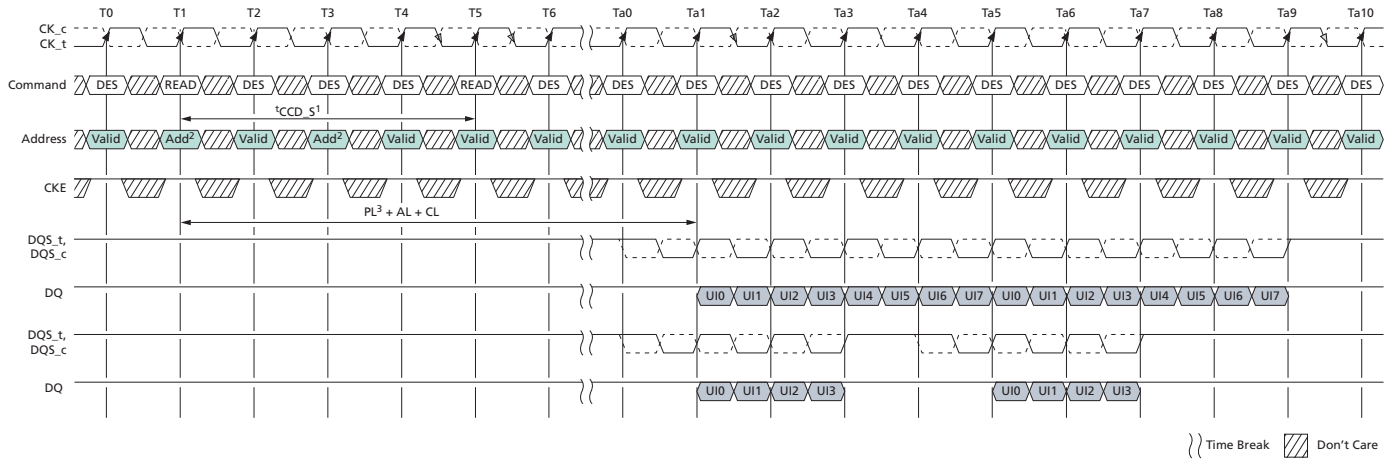 T0 T1 T2 T3 T4 T5 T6 Ta0 Ta1 Ta2 Ta3 Ta4 Ta5 Ta6 Ta7 Ta8 Ta9 Ta10
CK_c
CK_t
Command DES READ DES DES DES READ DES DES DES DES DES DES DES DES DES DES DES DES
tCCD_S1
Address Valid Add2 Valid Add2 Valid Valid Valid Valid Valid Valid Valid Valid Valid Valid Valid Valid Valid Valid
CKE
PL3 + AL + CL
DQS_t,
DQS_c
DQ UI0 UI1 UI2 UI3 UI4 UI5 UI6 UI7 UI0 UI1 UI2 UI3 UI4 UI5 UI6 UI7
DQS_t,
DQS_c
DQ UI0 UI1 UI2 UI3 UI0 UI1 UI2 UI3
Time Break Don't Care